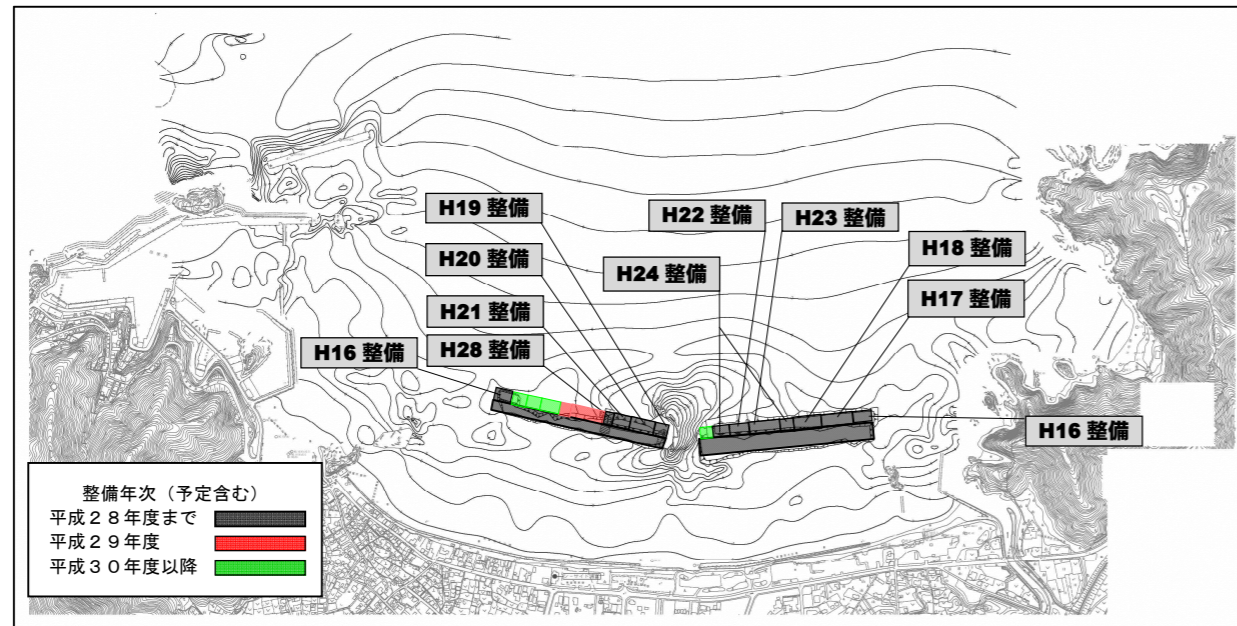 H19 整備
H22 整備
H23 整備
H20 整備
H24 整備
H18 整備
H21 整備
H17 整備
H16 整備
H28 整備
H16 整備
整備年次（予定含む）
平成２８年度まで
平成２９年度
平成３０年度以降